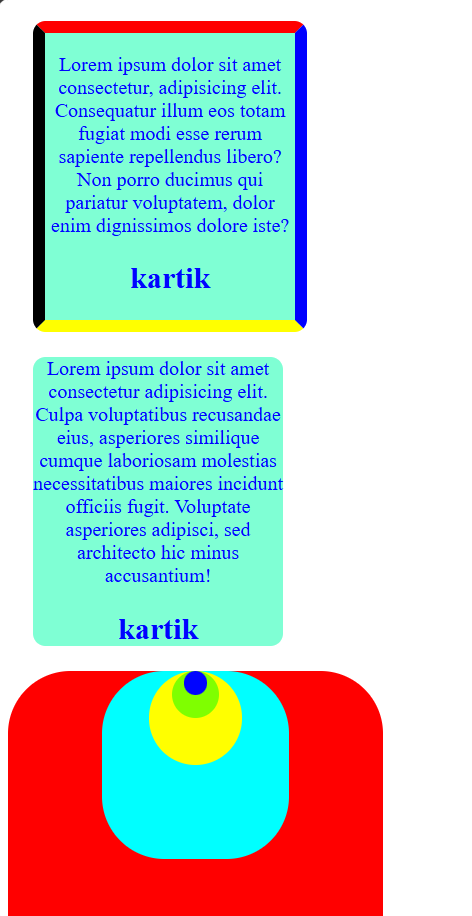 Lorem ipsum dolor sit amet
consectetur, adipisicing elit.
Consequatur illum eos totam
fugiat modi esse rerum
sapiente repellendus libero?
Non porro ducimus qui
pariatur voluptatem, dolor
enim dignissimos dolore iste?
kartik
Lorem ipsum dolor sit amet
consectetur adipisicing elit.
Culpa voluptatibus recusandae
eius, asperiores similique
cumque laboriosam molestias
necessitatibus maiores incidunt
officiis fugit. Voluptate
asperiores adipisci, sed
architecto hic minus
accusantium!
kartik